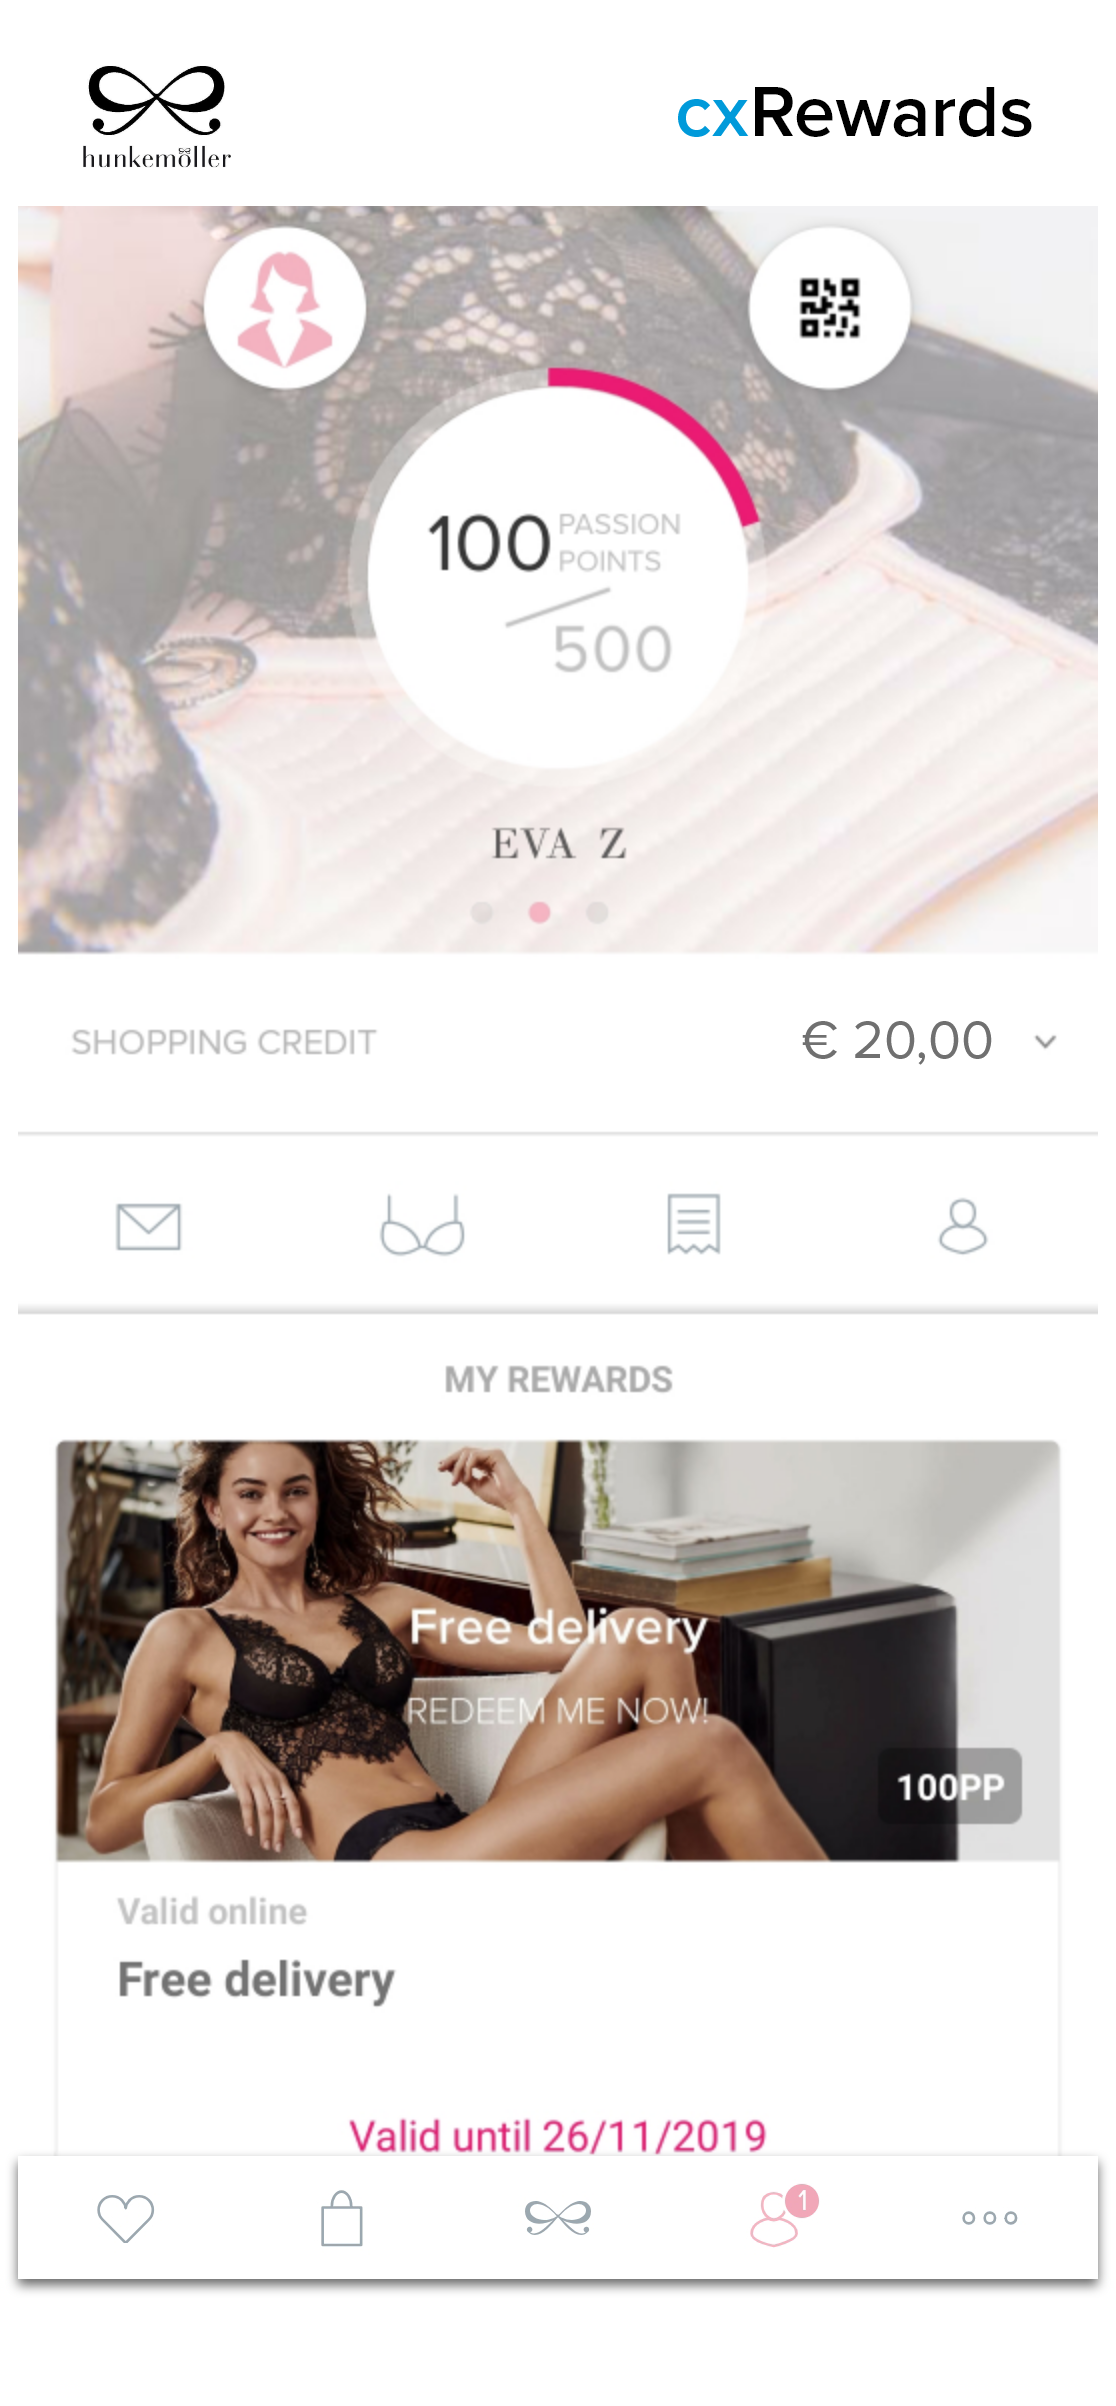 hunkemöller
cxRewards
100 PASSION POINTS
500
EVA Z
SHOPPING CREDIT € 20,00
MY REWARDS
Free delivery
REDEEM ME NOW!
100PP
Valid online
Free delivery
Valid until 26/11/2019
1